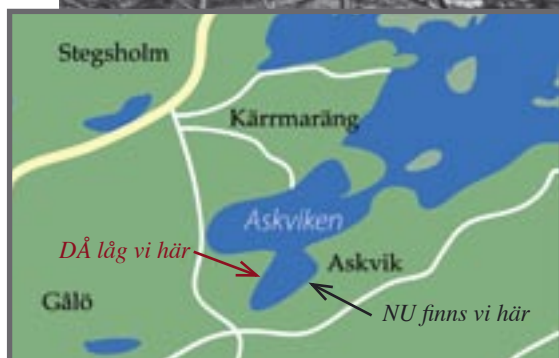 Stegsholm
Kärrmaräng
Askviken
DÅ låg vi här
Askvik
Gålö
NU finns vi här